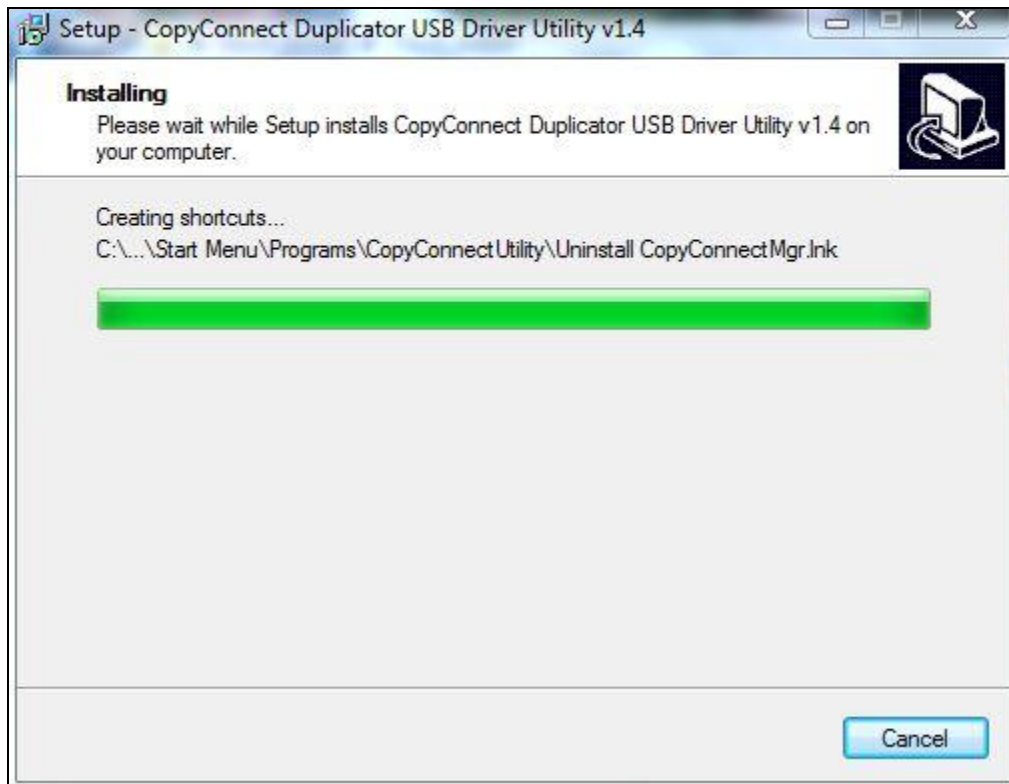 Setup - CopyConnect Duplicator USB Driver Utility v1.4
Installing
Please wait while Setup installs CopyConnect Duplicator USB Driver Utility v1.4 on
your computer.
Creating shortcuts...
C:\...\Start Menu\Programs\CopyConnectUtility\Uninstall CopyConnectMgr.lnk
Cancel